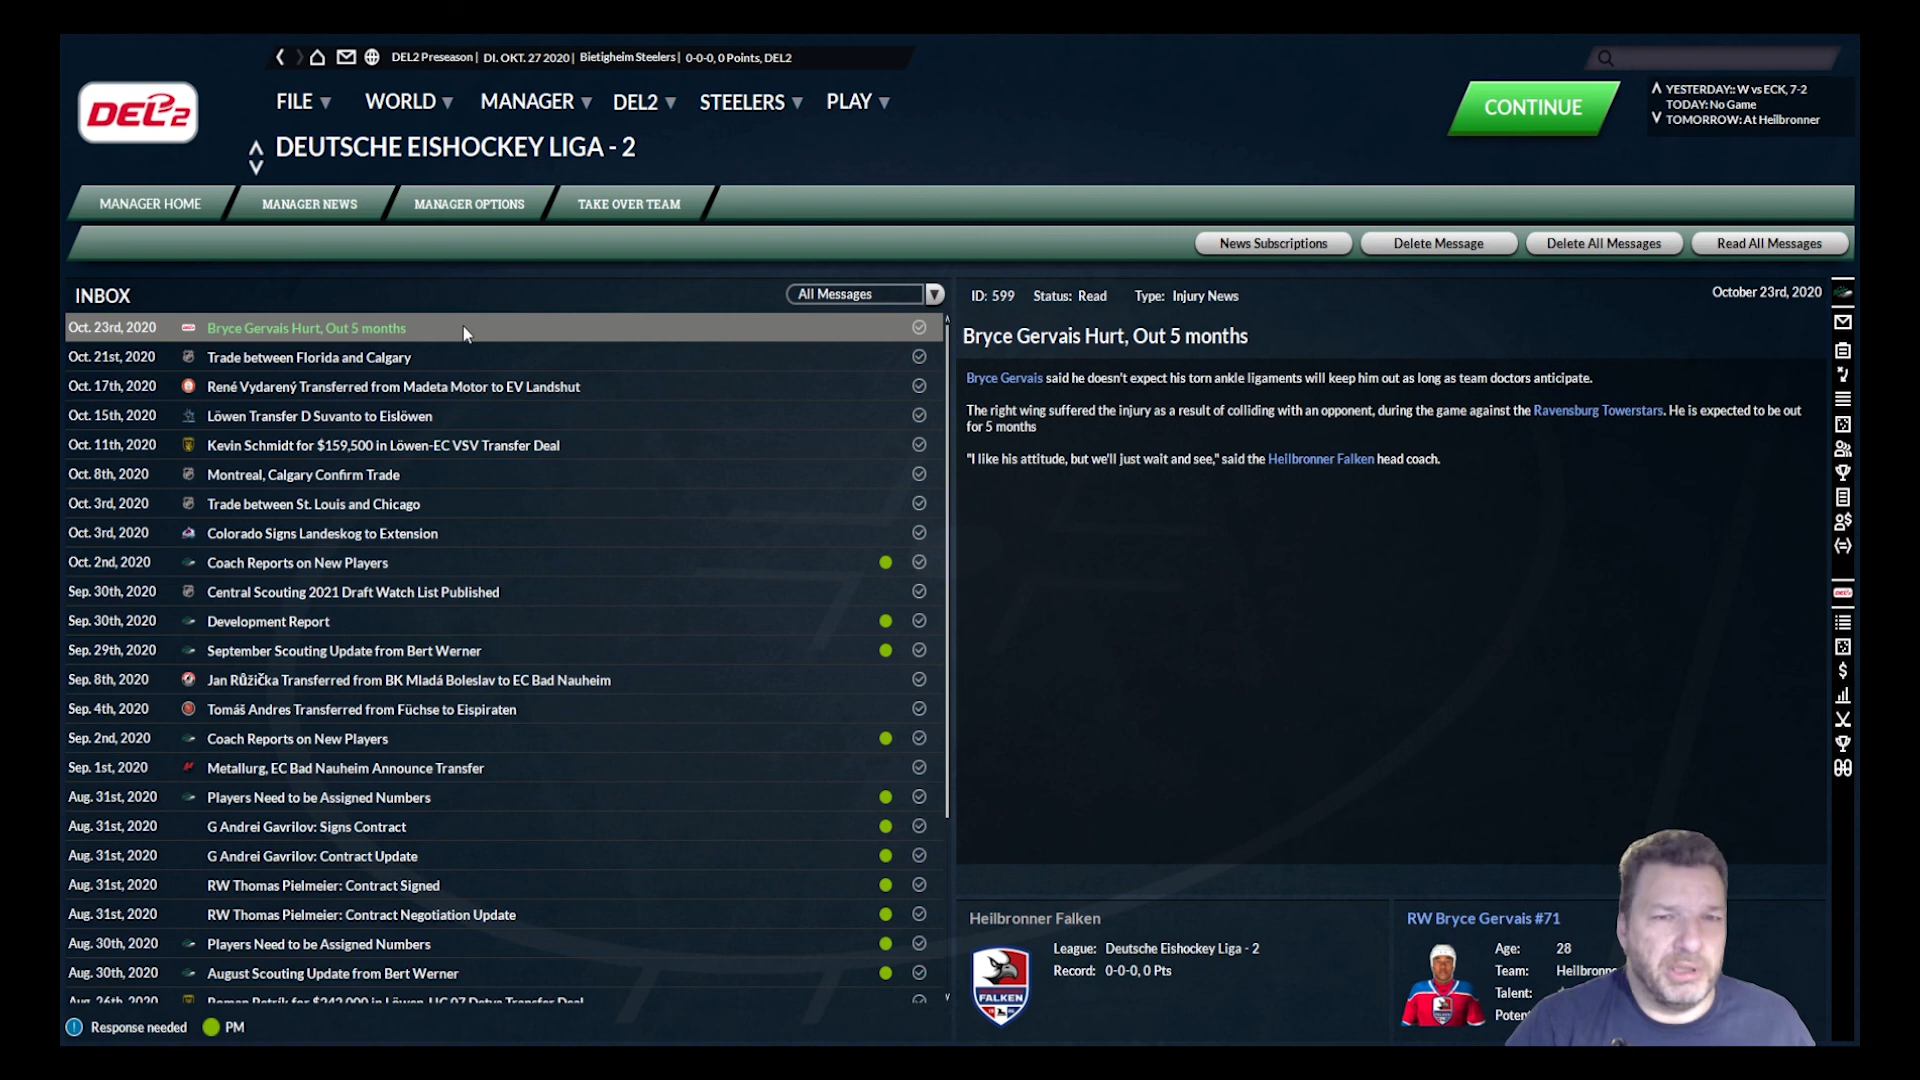 DEL2 Preseason | DI. OKT. 27 2020 | Bietigheim Steelers | 0-0-0, 0 Points, DEL2
DEL2
FILE WORLD MANAGER DEL2 STEELERS PLAY
DEUTSCHE EISHOCKEY LIGA - 2
CONTINUE
YESTERDAY:: W vs ECK, 7-2
TODAY: No Game
TOMORROW: At Heilbronner
MANAGER HOME MANAGER NEWS MANAGER OPTIONS TAKE OVER TEAM
News Subscriptions Delete Message Delete All Messages Read All Messages
INBOX All Messages
Oct. 23rd, 2020 Bryce Gervais Hurt, Out 5 months
Oct. 21st, 2020 Trade between Florida and Calgary
Oct. 17th, 2020 René Vydarený Transferred from Madeta Motor to EV Landshut
Oct. 15th, 2020 Löwen Transfer D Suvanto to Eislöwen
Oct. 11th, 2020 Kevin Schmidt for $159,500 in Löwen-EC VSV Transfer Deal
Oct. 8th, 2020 Montreal, Calgary Confirm Trade
Oct. 3rd, 2020 Trade between St. Louis and Chicago
Oct. 3rd, 2020 Colorado Signs Landeskog to Extension
Oct. 2nd, 2020 Coach Reports on New Players
Sep. 30th, 2020 Central Scouting 2021 Draft Watch List Published
Sep. 30th, 2020 Development Report
Sep. 29th, 2020 September Scouting Update from Bert Werner
Sep. 8th, 2020 Jan Růžička Transferred from BK Mladá Boleslav to EC Bad Nauheim
Sep. 4th, 2020 Tomáš Andres Transferred from Füchse to Eispiraten
Sep. 2nd, 2020 Coach Reports on New Players
Sep. 1st, 2020 Metallurg, EC Bad Nauheim Announce Transfer
Aug. 31st, 2020 Players Need to be Assigned Numbers
Aug. 31st, 2020 G Andrei Gavrilov: Signs Contract
Aug. 31st, 2020 G Andrei Gavrilov: Contract Update
Aug. 31st, 2020 RW Thomas Pielmeier: Contract Signed
Aug. 31st, 2020 RW Thomas Pielmeier: Contract Negotiation Update
Aug. 30th, 2020 Players Need to be Assigned Numbers
Aug. 30th, 2020 August Scouting Update from Bert Werner
Aug. 26th, 2020 Roman Petrik for $242,000 in Löwen-HC 07 Detva Transfer Deal
Response needed PM
ID: 599 Status: Read Type: Injury News October 23rd, 2020
Bryce Gervais Hurt, Out 5 months
Bryce Gervais said he doesn't expect his torn ankle ligaments will keep him out as long as team doctors anticipate.
The right wing suffered the injury as a result of colliding with an opponent, during the game against the Ravensburg Towerstars. He is expected to be out
for 5 months
"I like his attitude, but we'll just wait and see," said the Heilbronner Falken head coach.
Heilbronner Falken
League: Deutsche Eishockey Liga - 2
Record: 0-0-0, 0 Pts
FALKEN
RW Bryce Gervais #71
Age: 28
Team: Heilbronne
Talent:
Poten